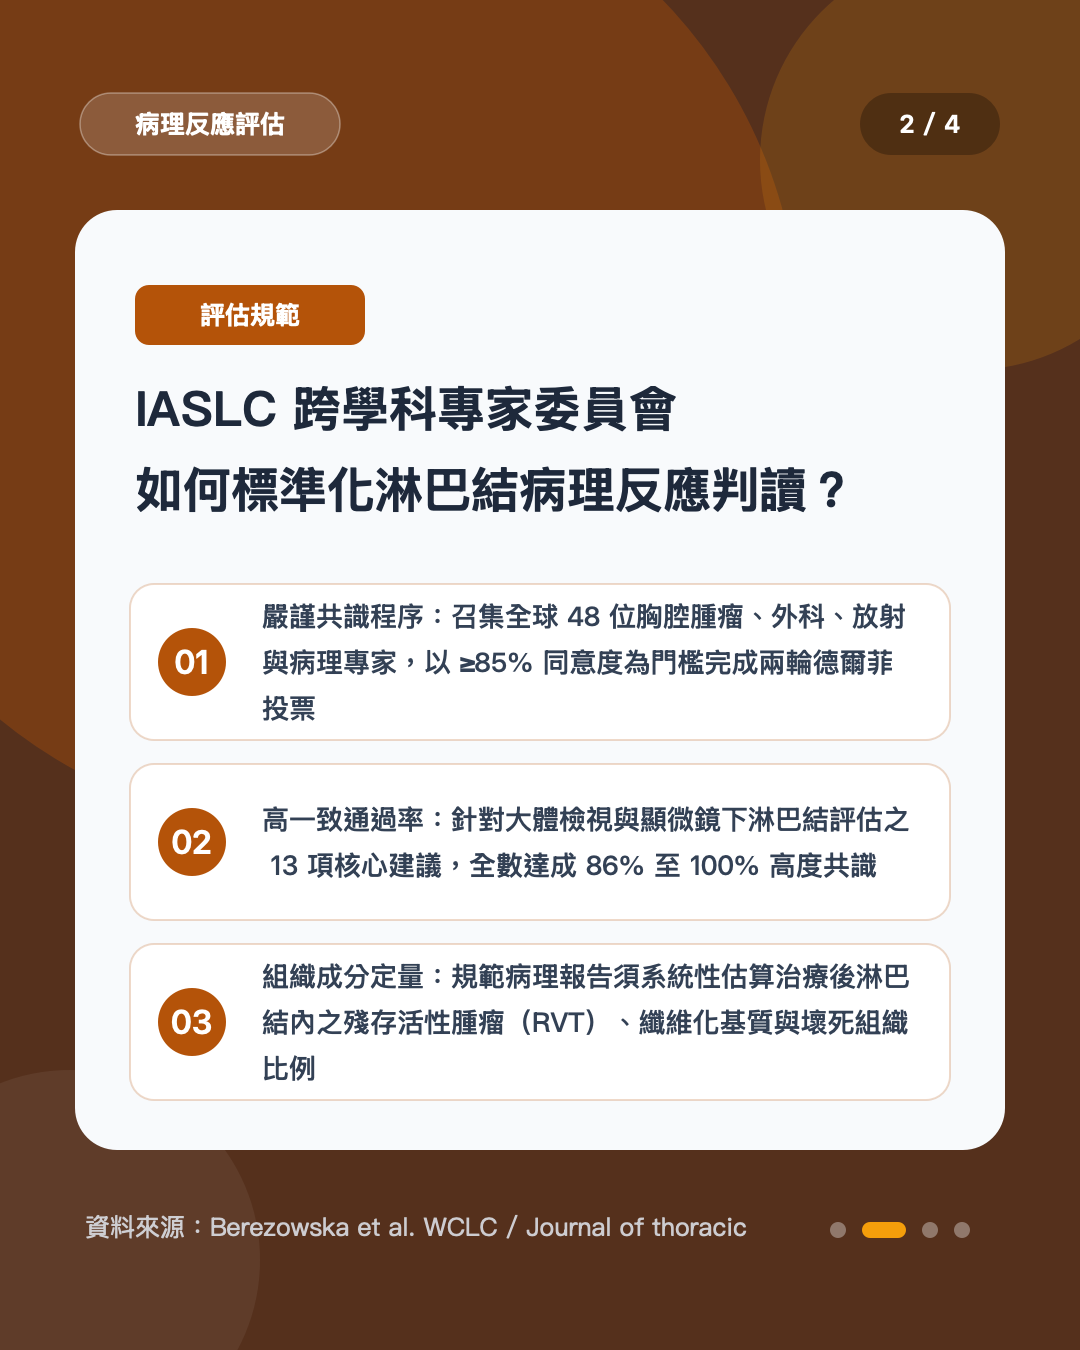 病理反應評估
2 / 4
評估規範
IASLC 跨學科專家委員會
如何標準化淋巴結病理反應判讀？
01
嚴謹共識程序：召集全球 48 位胸腔腫瘤、外科、放射
與病理專家，以 ≥85% 同意度為門檻完成兩輪德爾菲
投票
02
高一致通過率：針對大體檢視與顯微鏡下淋巴結評估之
13 項核心建議，全數達成 86% 至 100% 高度共識
03
組織成分定量：規範病理報告須系統性估算治療後淋巴
結內之殘存活性腫瘤（RVT）、纖維化基質與壞死組織
比例
資料來源：Berezowska et al. WCLC / Journal of thoracic